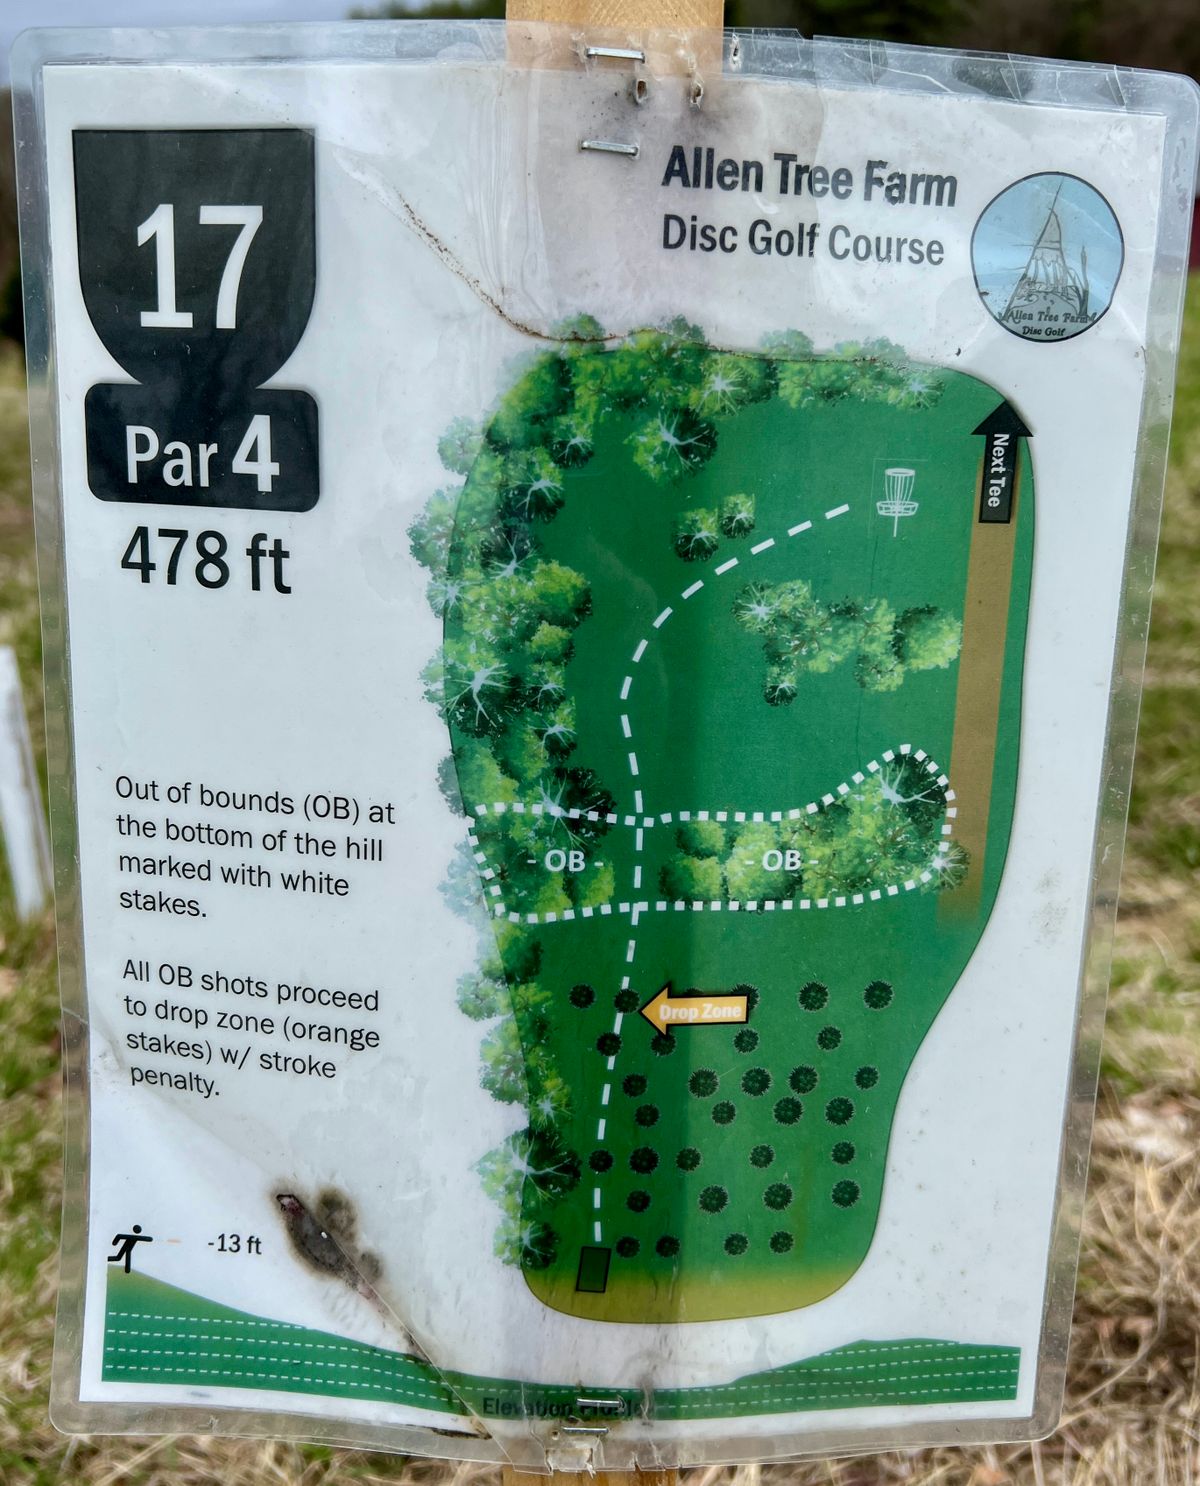 17
Par 4
478 ft
Allen Tree Farm
Disc Golf Course
Allen Tree Farm
Disc Golf
Next Tee
Out of bounds (OB) at
the bottom of the hill
marked with white
stakes.
- OB -
- OB -
All OB shots proceed
to drop zone (orange
stakes) w/ stroke
penalty.
Drop Zone
-13 ft
Elevation Profile